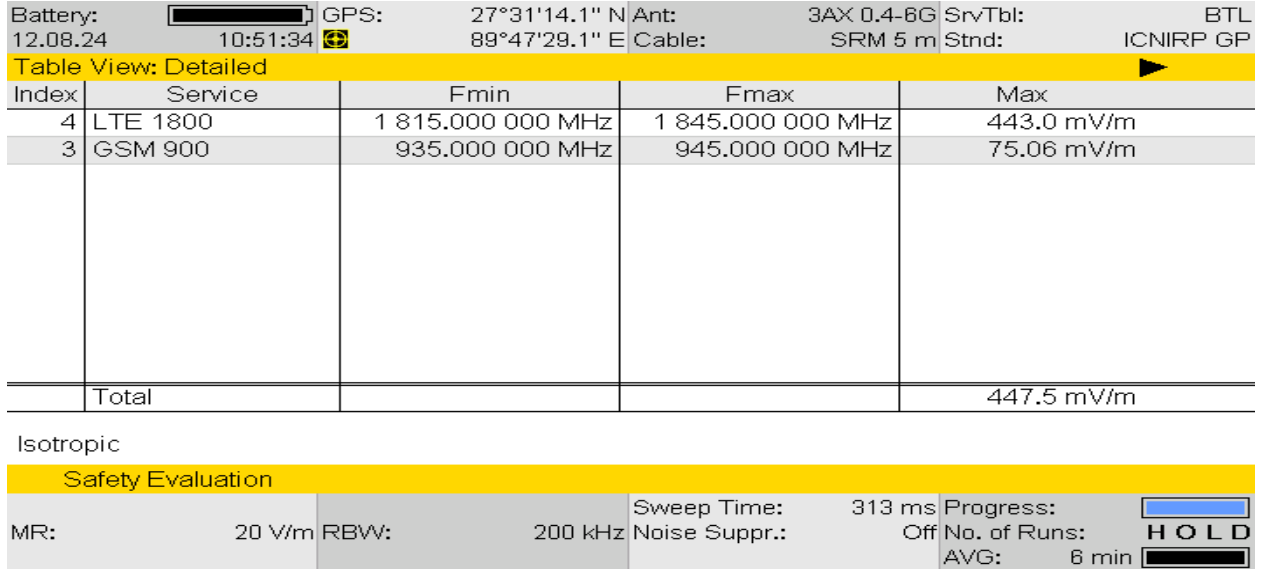 Battery: GPS: 27°31'14.1" N Ant: 3AX 0.4-6G SrvTbl: BTL
12.08.24 10:51:34 89°47'29.1" E Cable: SRM 5 m Stnd: ICNIRP GP
Table View: Detailed
Index Service Fmin Fmax Max
4 LTE 1800 1 815.000 000 MHz 1 845.000 000 MHz 443.0 mV/m
3 GSM 900 935.000 000 MHz 945.000 000 MHz 75.06 mV/m
Total 447.5 mV/m
Isotropic
Safety Evaluation
Sweep Time: 313 ms Progress:
MR: 20 V/m RBW: 200 kHz Noise Suppr.: Off No. of Runs: HOLD
AVG: 6 min